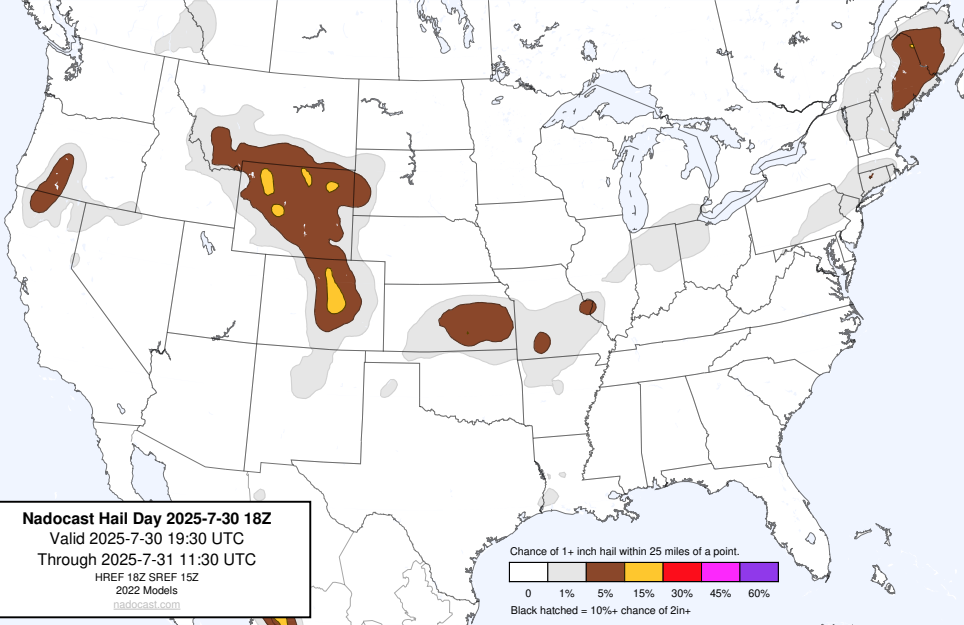 Nadocast Hail Day 2025-7-30 18Z
Valid 2025-7-30 19:30 UTC
Through 2025-7-31 11:30 UTC
HREF 18Z SREF 15Z
2022 Models
nadocast.com
Chance of 1+ inch hail within 25 miles of a point.
0 1% 5% 15% 30% 45% 60%
Black hatched = 10%+ chance of 2in+